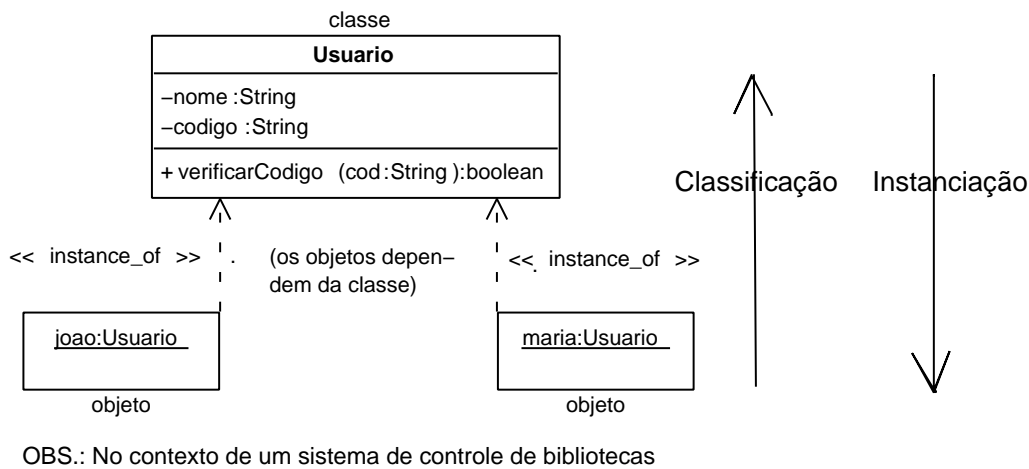 classe
Usuario
–nome :String
–codigo :String
+ verificarCodigo (cod:String ):boolean
Classificação
Instanciação
<< instance_of >>
(os objetos depen–
dem da classe)
<< instance_of >>
joao:Usuario
maria:Usuario
objeto
objeto
OBS.: No contexto de um sistema de controle de bibliotecas